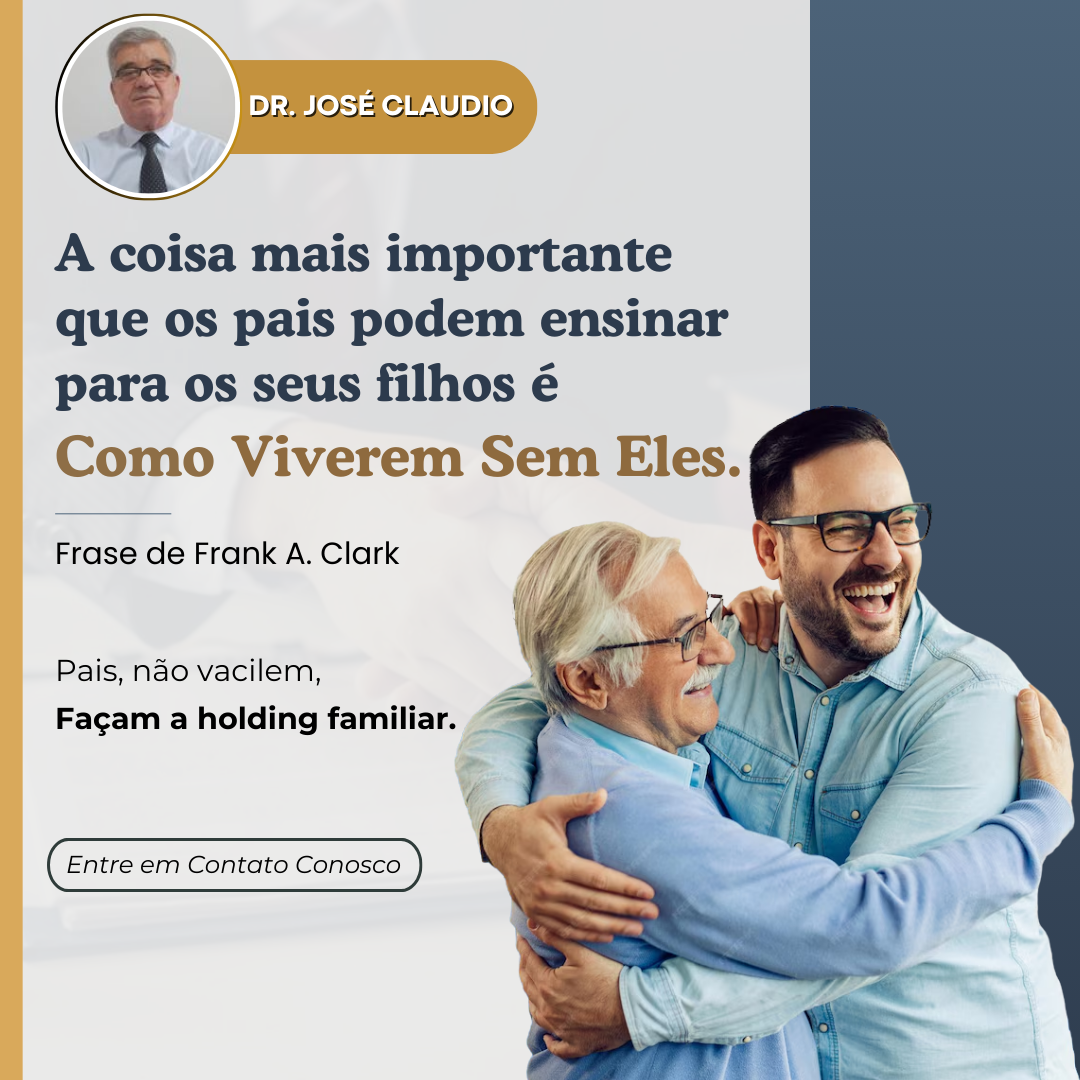 DR. JOSÉ CLAUDIO
A coisa mais importante
que os pais podem ensinar
para os seus filhos é
Como Viverem Sem Eles.
Frase de Frank A. Clark
Pais, não vacilem,
Façam a holding familiar.
Entre em Contato Conosco